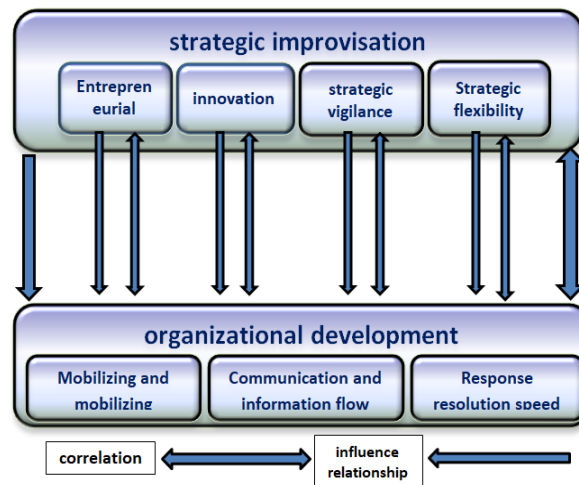 strategic improvisation
Entrepren
eurial
innovation
strategic
vigilance
Strategic
flexibility
organizational development
Mobilizing and
mobilizing
Communication and
information flow
Response
resolution speed
correlation
influence
relationship